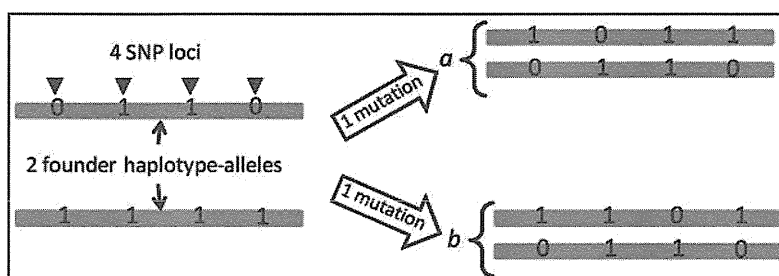 4 SNP loci
0 1 1 0
2 founder haplotype-alleles
1 1 1 1
1 mutation
a
1 0 1 1
0 1 1 0
1 mutation
b
1 1 0 1
0 1 1 0